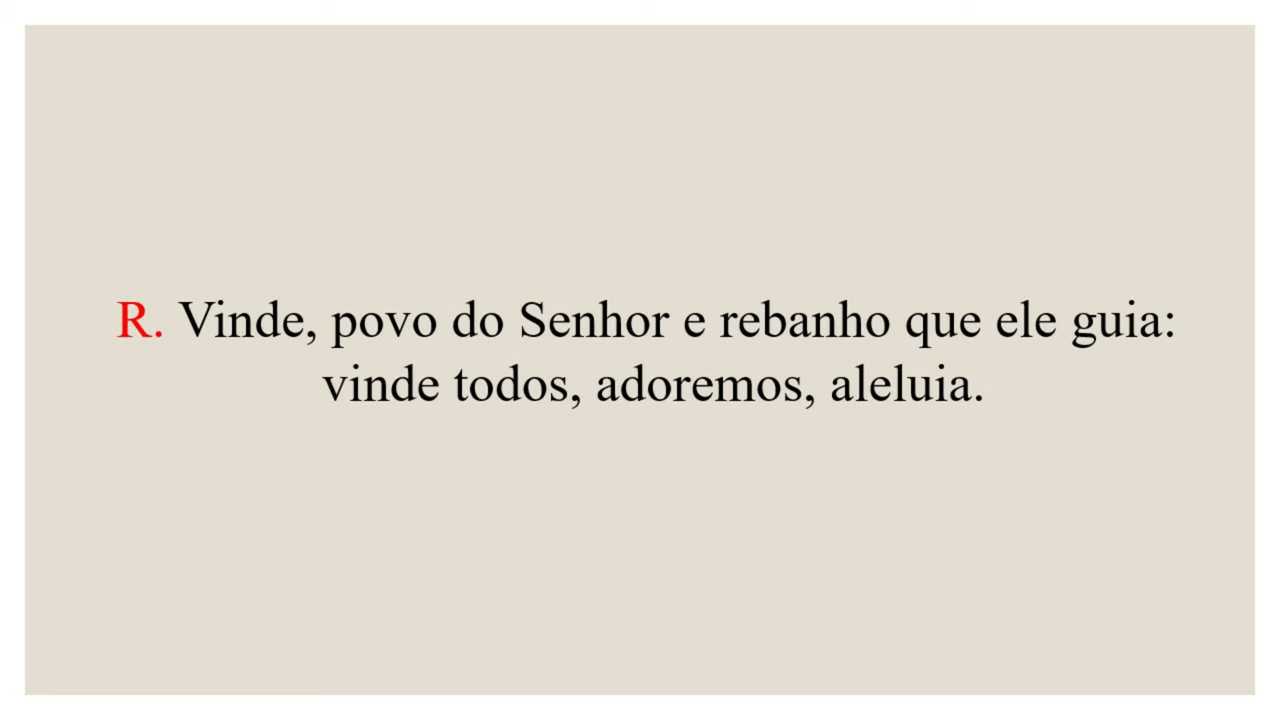 R. Vinde, povo do Senhor e rebanho que ele guia:
vinde todos, adoremos, aleluia.